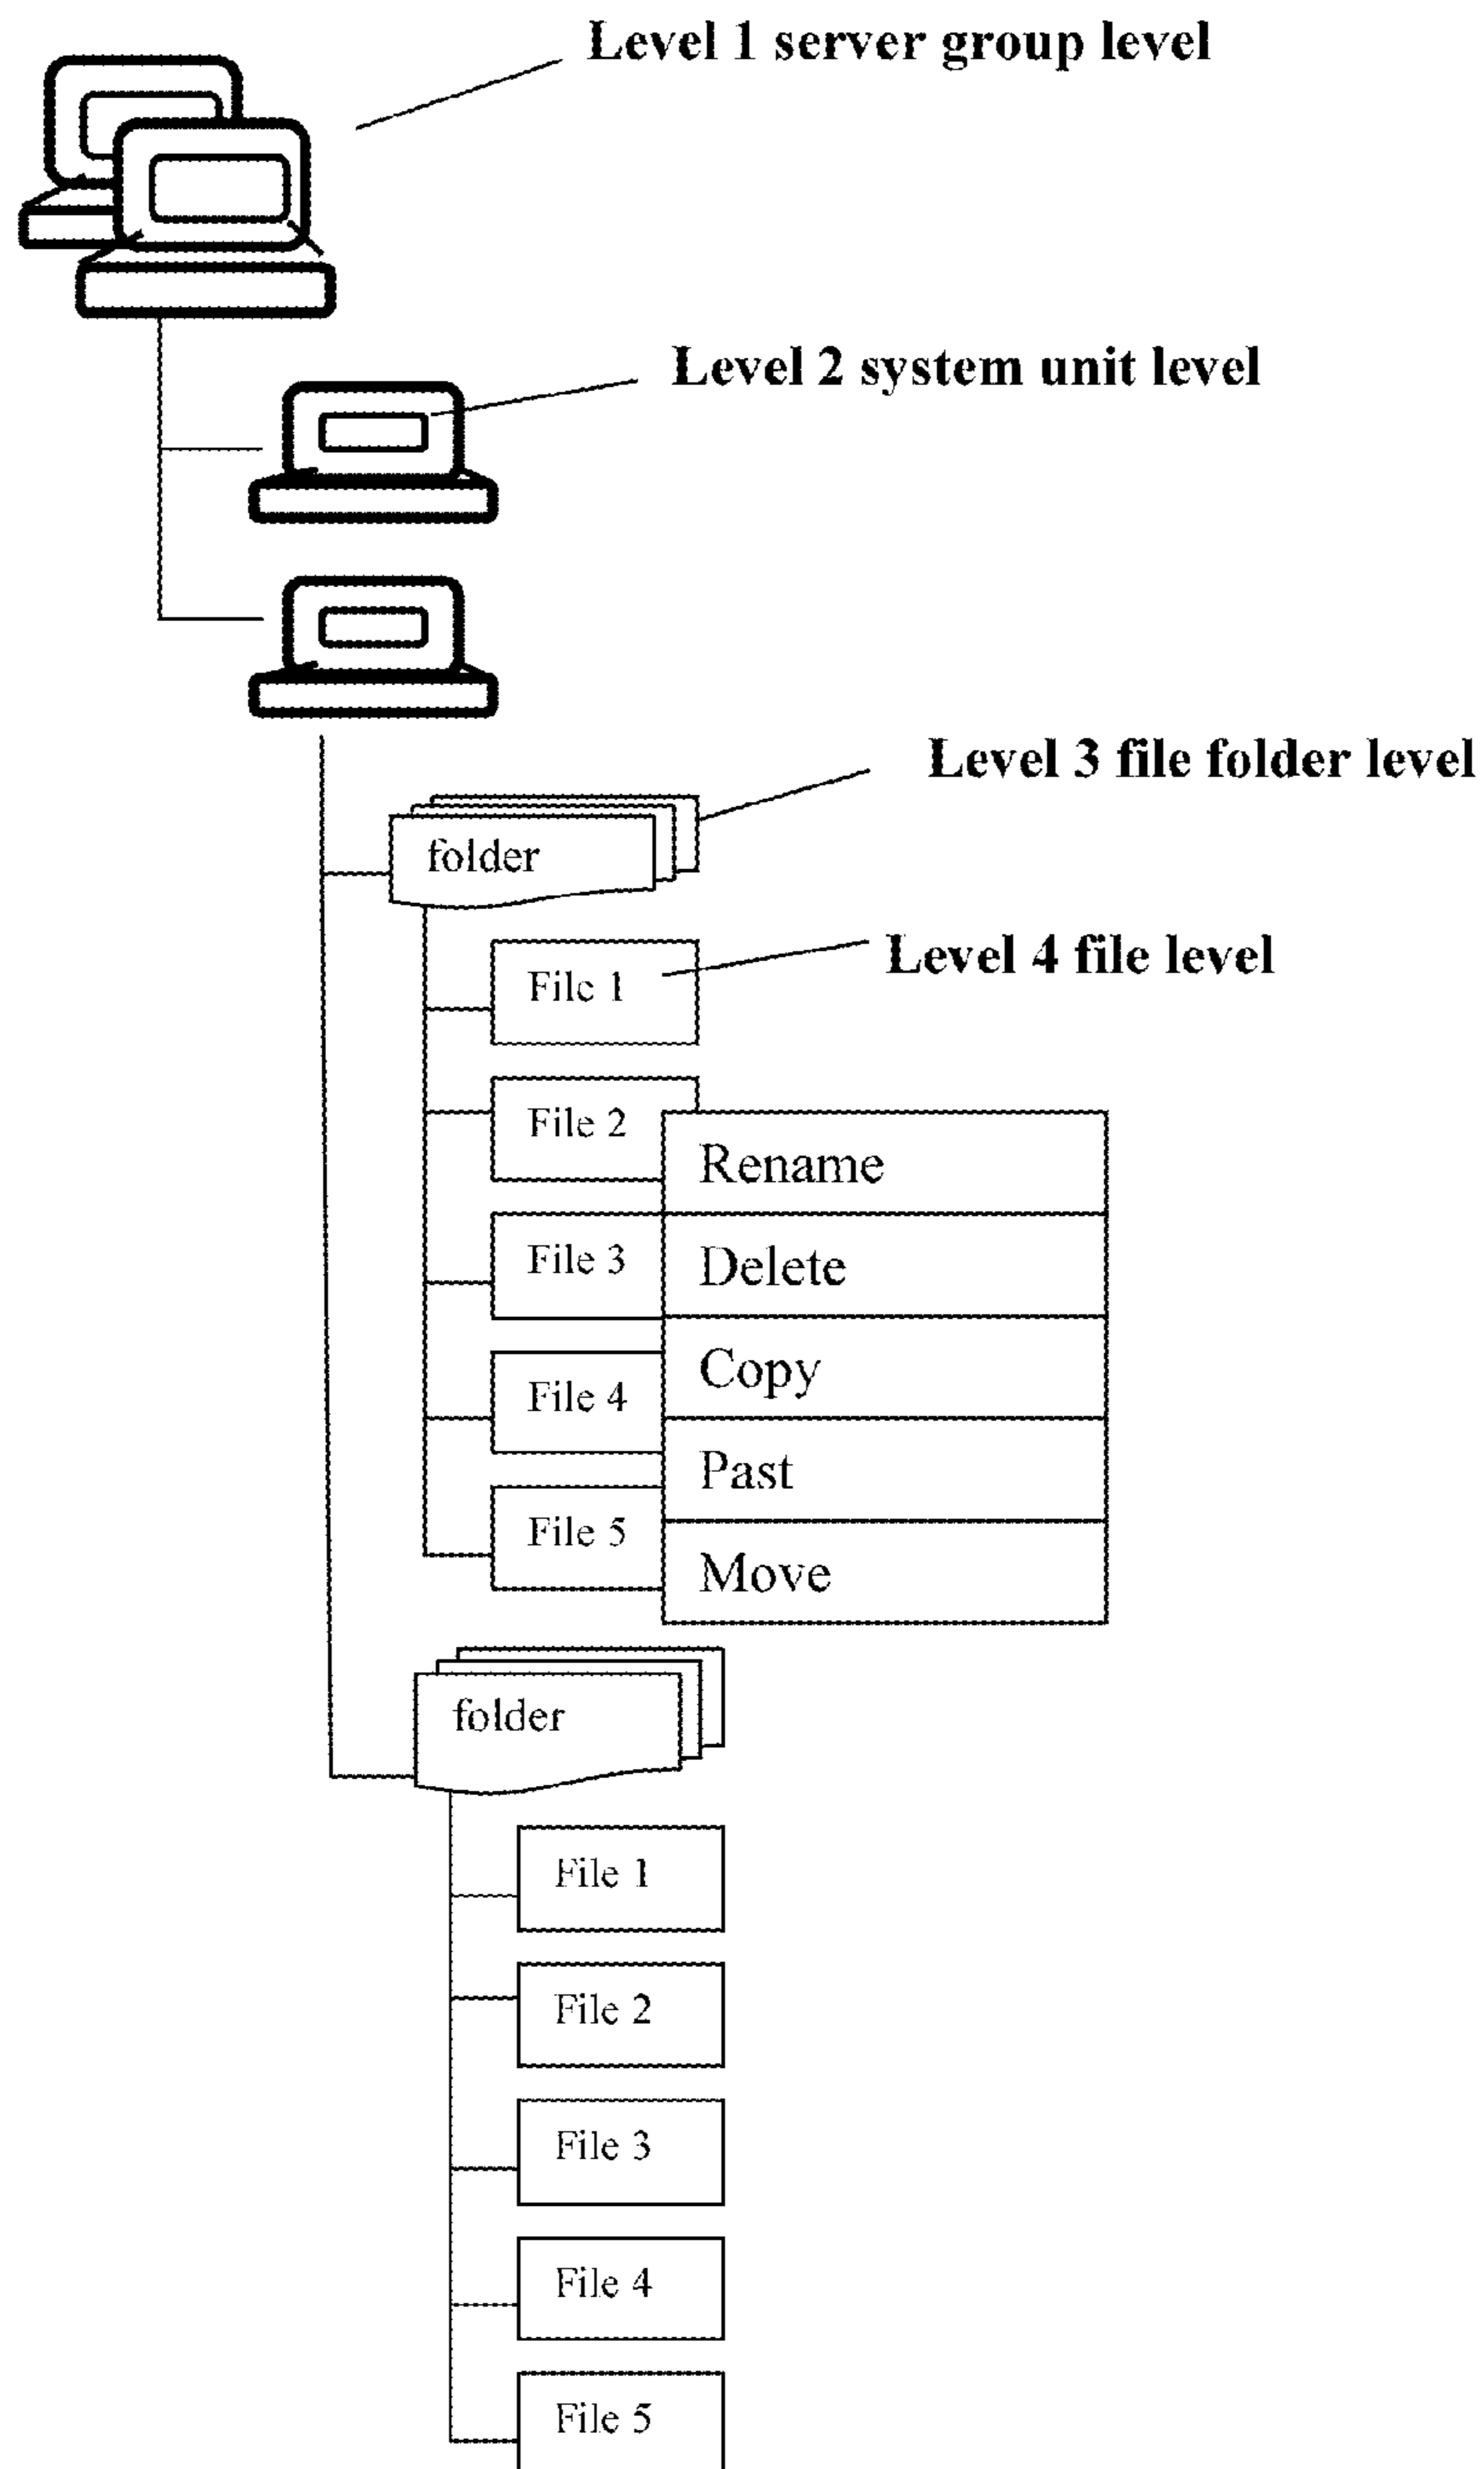 Level 1 server group level
Level 2 system unit level
Level 3 file folder level
folder
File 1
Level 4 file level
File 2
Rename
File 3
Delete
File 4
Copy
Past
File 5
Move
folder
File 1
File 2
File 3
File 4
File 5